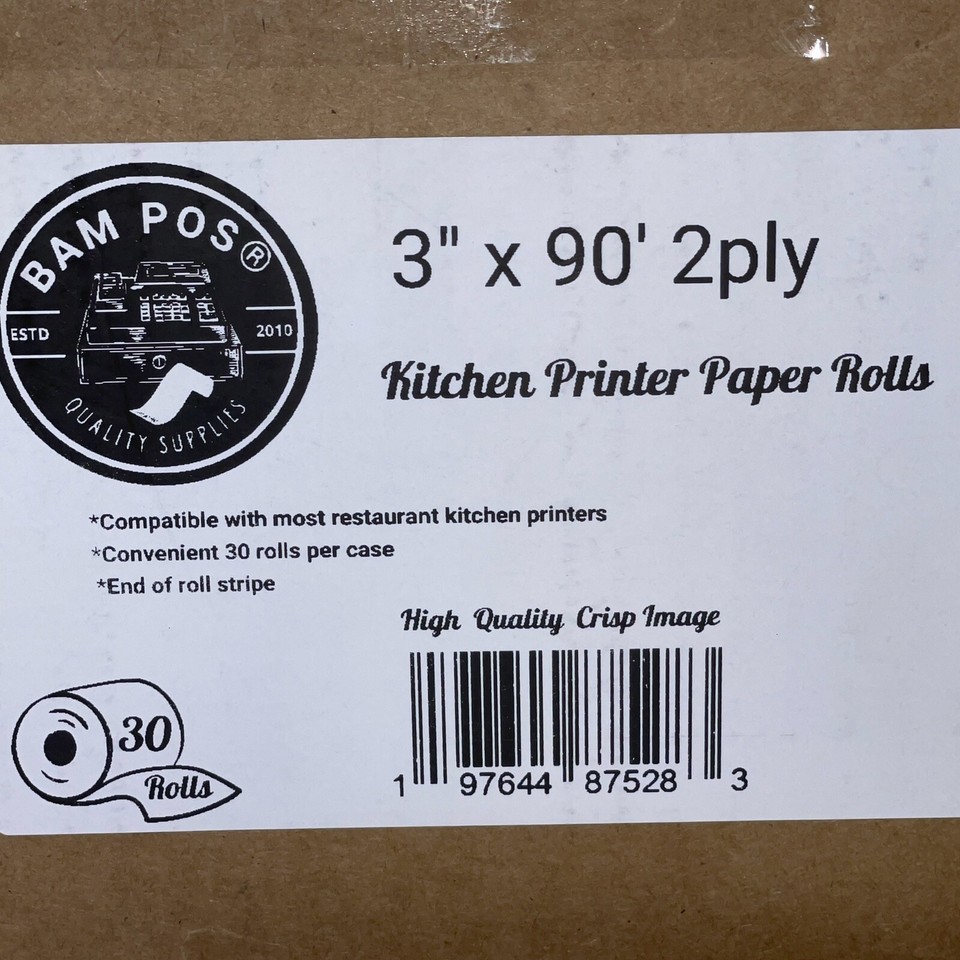 BAM POS®
ESTD 2010
QUALITY SUPPLIES
3" x 90' 2ply
Kitchen Printer Paper Rolls
*Compatible with most restaurant kitchen printers
*Convenient 30 rolls per case
*End of roll stripe
High Quality Crisp Image
30
Rolls
1 97644 87528 3